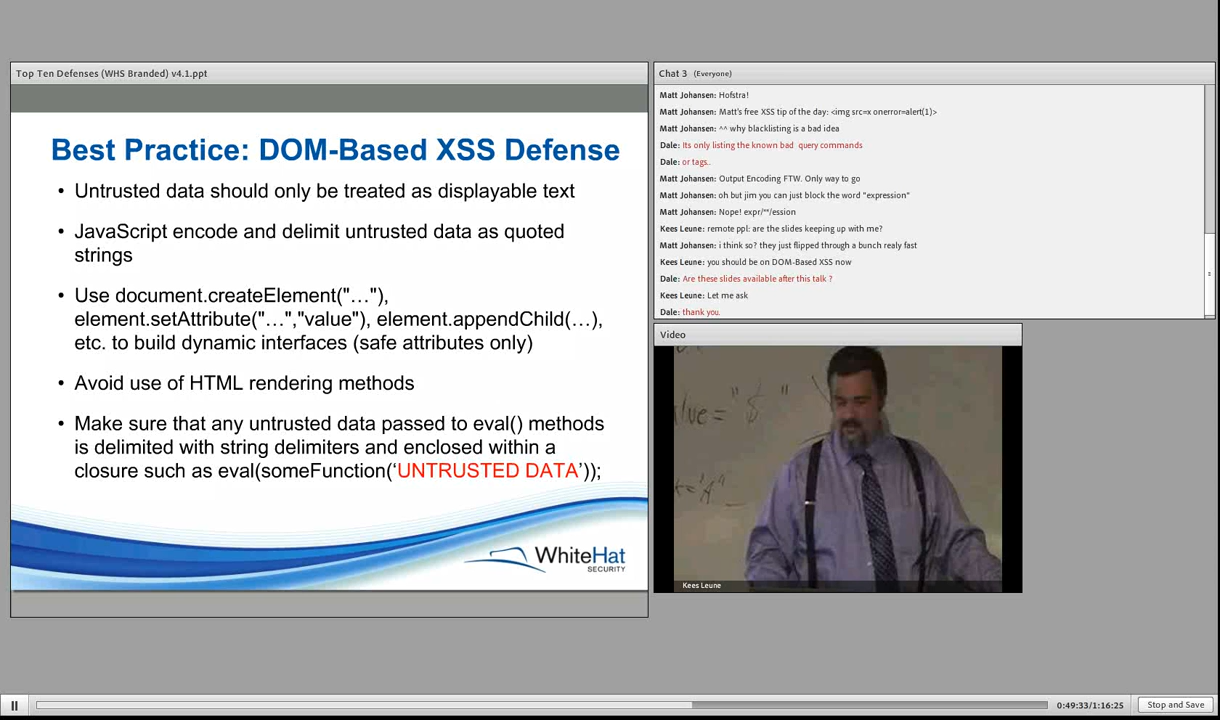 Top Ten Defenses (WHS Branded) v4.1.ppt
Best Practice: DOM-Based XSS Defense
• Untrusted data should only be treated as displayable text
• JavaScript encode and delimit untrusted data as quoted
strings
• Use document.createElement("…"),
element.setAttribute("…","value"), element.appendChild(…),
etc. to build dynamic interfaces (safe attributes only)
• Avoid use of HTML rendering methods
• Make sure that any untrusted data passed to eval() methods
is delimited with string delimiters and enclosed within a
closure such as eval(someFunction(‘UNTRUSTED DATA’));
WhiteHat
SECURITY
Chat 3 (Everyone)
Matt Johansen: Hofstra!
Matt Johansen: Matt's free XSS tip of the day: <img src=x onerror=alert(1)>
Matt Johansen: ^^ why blacklisting is a bad idea
Dale: Its only listing the known bad  query commands
Dale: or tags..
Matt Johansen: Output Encoding FTW. Only way to go
Matt Johansen: oh but jim you can just block the word "expression"
Matt Johansen: Nope! expr/**/ession
Kees Leune: remote ppl: are the slides keeping up with me?
Matt Johansen: i think so? they just flipped through a bunch realy fast
Kees Leune: you should be on DOM-Based XSS now
Dale: Are these slides available after this talk ?
Kees Leune: Let me ask
Dale: thank you.
Video
Kees Leune
0:49:33/1:16:25
Stop and Save